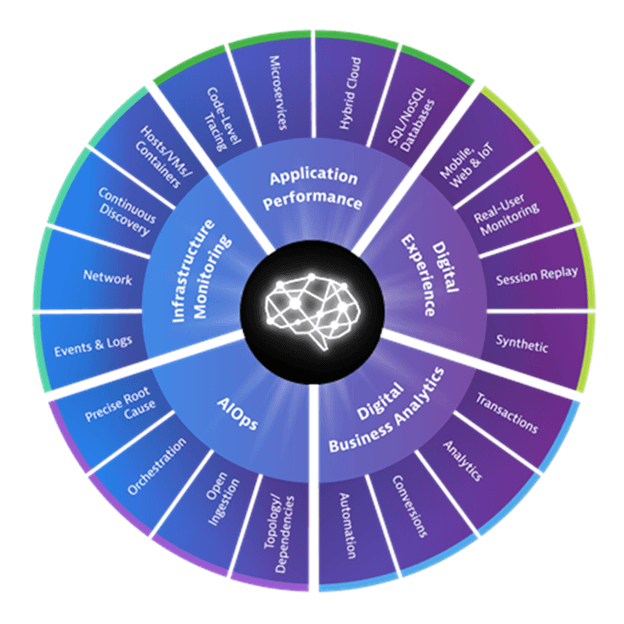 Application
Performance
Code-Level
Tracing
Microservices
Hybrid Cloud
SQL/NoSQL
Databases
Digital
Experience
Mobile,
Web & IoT
Real-User
Monitoring
Session Replay
Synthetic
Digital
Business Analytics
Transactions
Analytics
Conversions
Automation
AIOps
Topology/
Dependencies
Open
Ingestion
Orchestration
Precise Root
Cause
Infrastructure
Monitoring
Events & Logs
Network
Continuous
Discovery
Hosts/VMs/
Containers